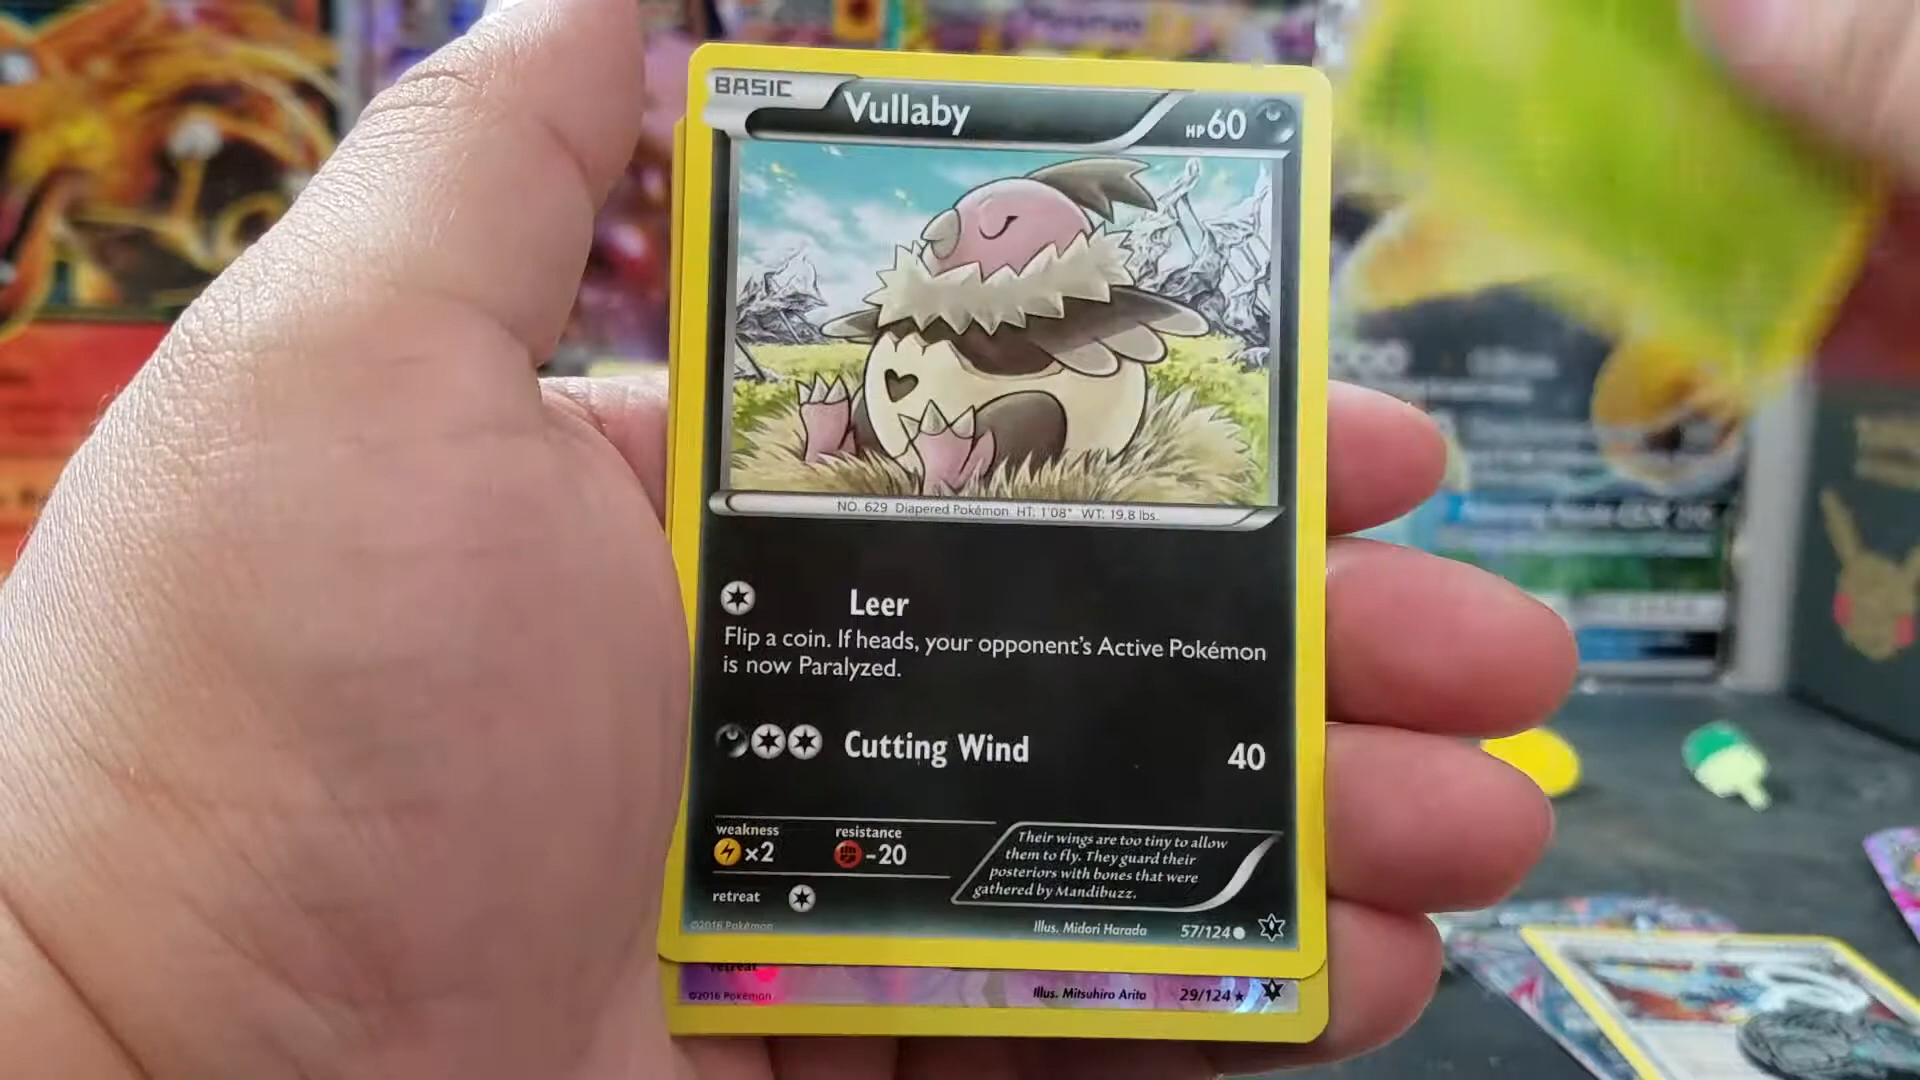 BASIC
Vullaby
HP60
NO. 629 Diapered Pokémon HT: 1'08" WT: 19.8 lbs.
Leer
Flip a coin. If heads, your opponent's Active Pokémon
is now Paralyzed.
Cutting Wind 40
weakness resistance
×2 -20
retreat
Their wings are too tiny to allow
them to fly. They guard their
posteriors with bones that were
gathered by Mandibuzz.
©2016 Pokémon Illus. Midori Harada 57/124
retreat
©2016 Pokémon Illus. Mitsuhiro Arita 29/124